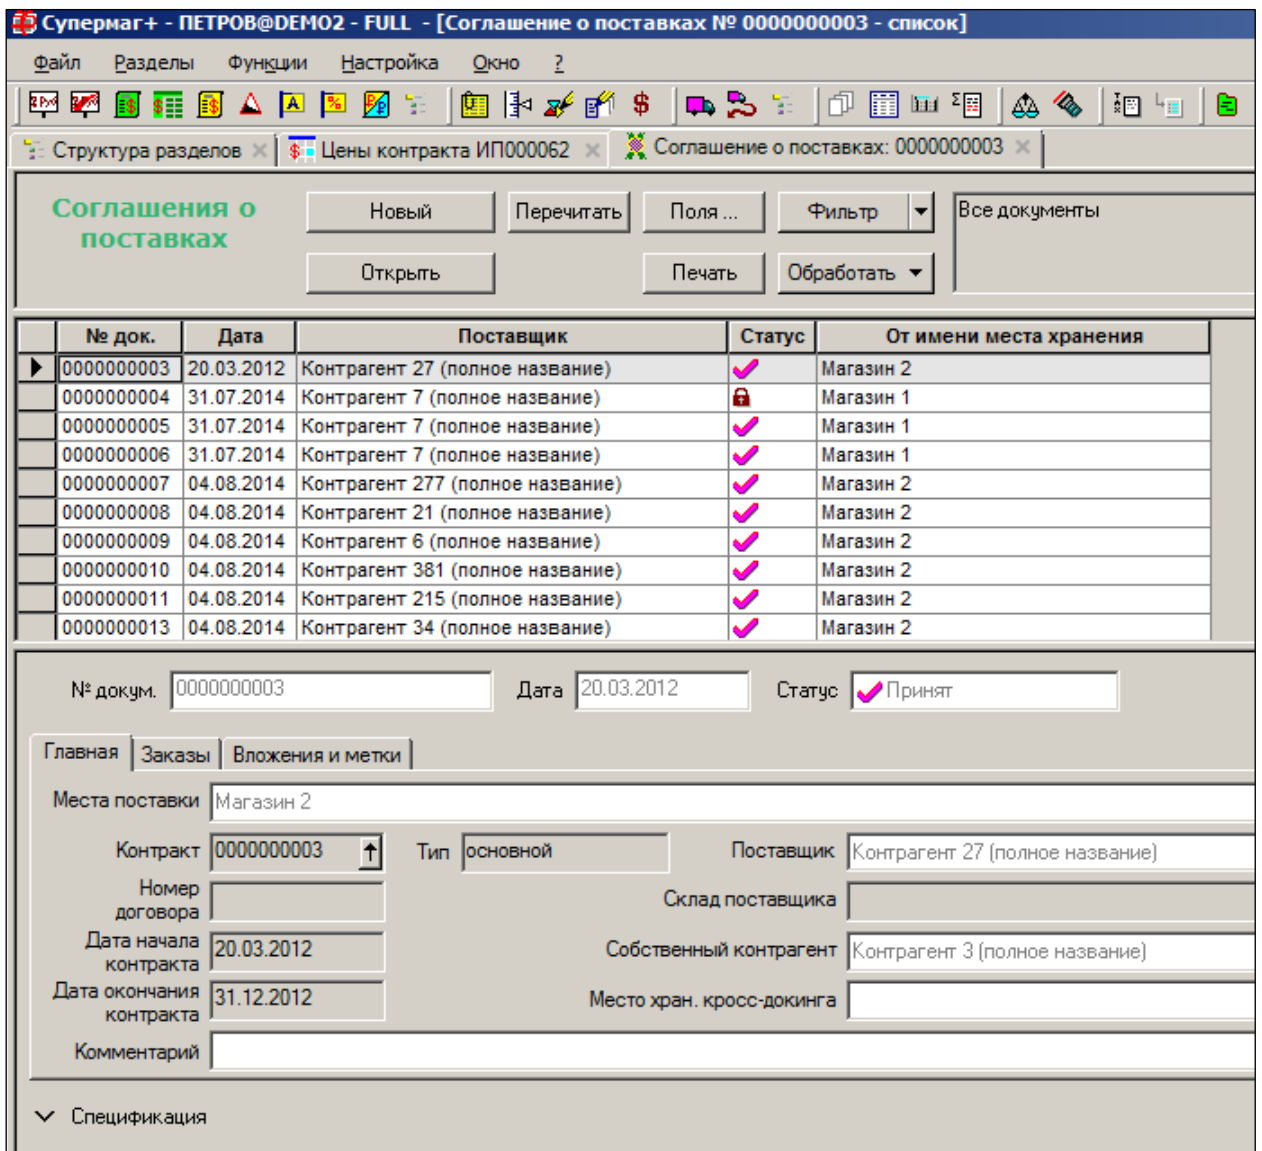 Супермаг+ - ПЕТРОВ@DEMO2 - FULL - [Соглашение о поставках № 0000000003 - список]
Файл Разделы Функции Настройка Окно ?
Структура разделов Цены контракта ИП000062 Соглашение о поставках: 0000000003
Соглашения о поставках
Новый Перечитать Поля ... Фильтр Все документы
Открыть Печать Обработать
№ док. Дата Поставщик Статус От имени места хранения
0000000003 20.03.2012 Контрагент 27 (полное название) Магазин 2
0000000004 31.07.2014 Контрагент 7 (полное название) Магазин 1
0000000005 31.07.2014 Контрагент 7 (полное название) Магазин 1
0000000006 31.07.2014 Контрагент 7 (полное название) Магазин 1
0000000007 04.08.2014 Контрагент 277 (полное название) Магазин 2
0000000008 04.08.2014 Контрагент 21 (полное название) Магазин 2
0000000009 04.08.2014 Контрагент 6 (полное название) Магазин 2
0000000010 04.08.2014 Контрагент 381 (полное название) Магазин 2
0000000011 04.08.2014 Контрагент 215 (полное название) Магазин 2
0000000013 04.08.2014 Контрагент 34 (полное название) Магазин 2
№ докум. 0000000003 Дата 20.03.2012 Статус Принят
Главная Заказы Вложения и метки
Места поставки Магазин 2
Контракт 0000000003 Тип основной Поставщик Контрагент 27 (полное название)
Номер договора Склад поставщика
Дата начала контракта 20.03.2012 Собственный контрагент Контрагент 3 (полное название)
Дата окончания контракта 31.12.2012 Место хран. кросс-докинга
Комментарий
Спецификация